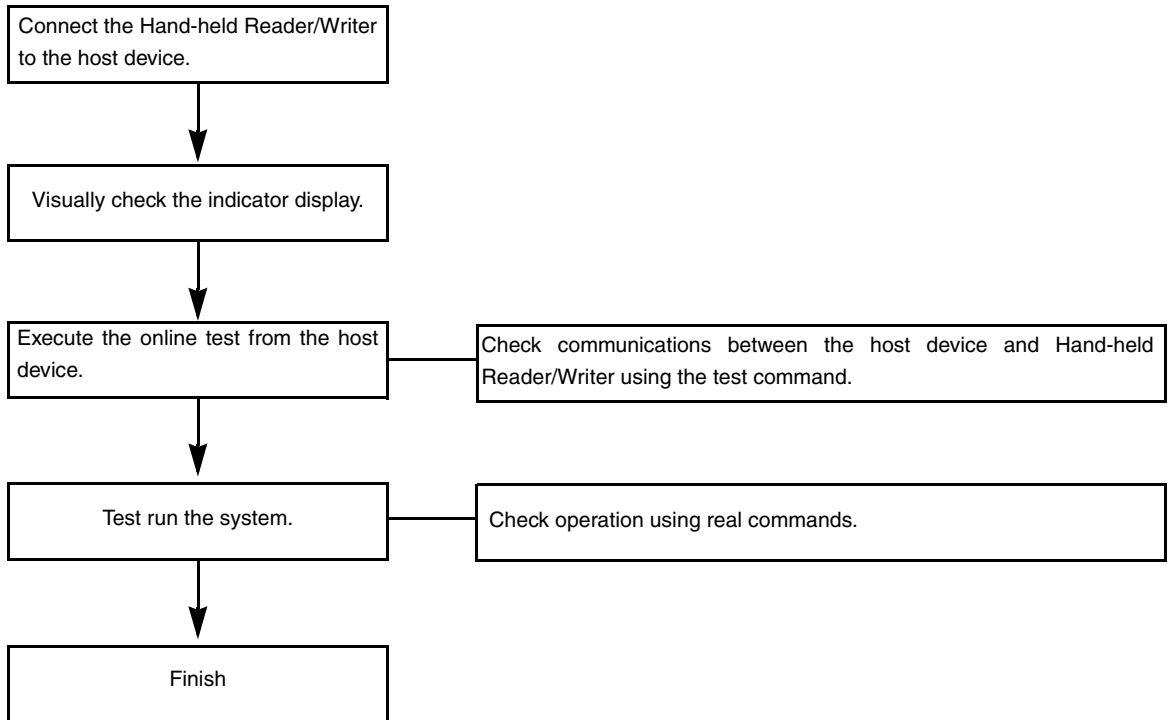 Connect the Hand-held Reader/Writer
to the host device.
Visually check the indicator display.
Execute the online test from the host
device.
Check communications between the host device and Hand-held
Reader/Writer using the test command.
Test run the system.
Check operation using real commands.
Finish